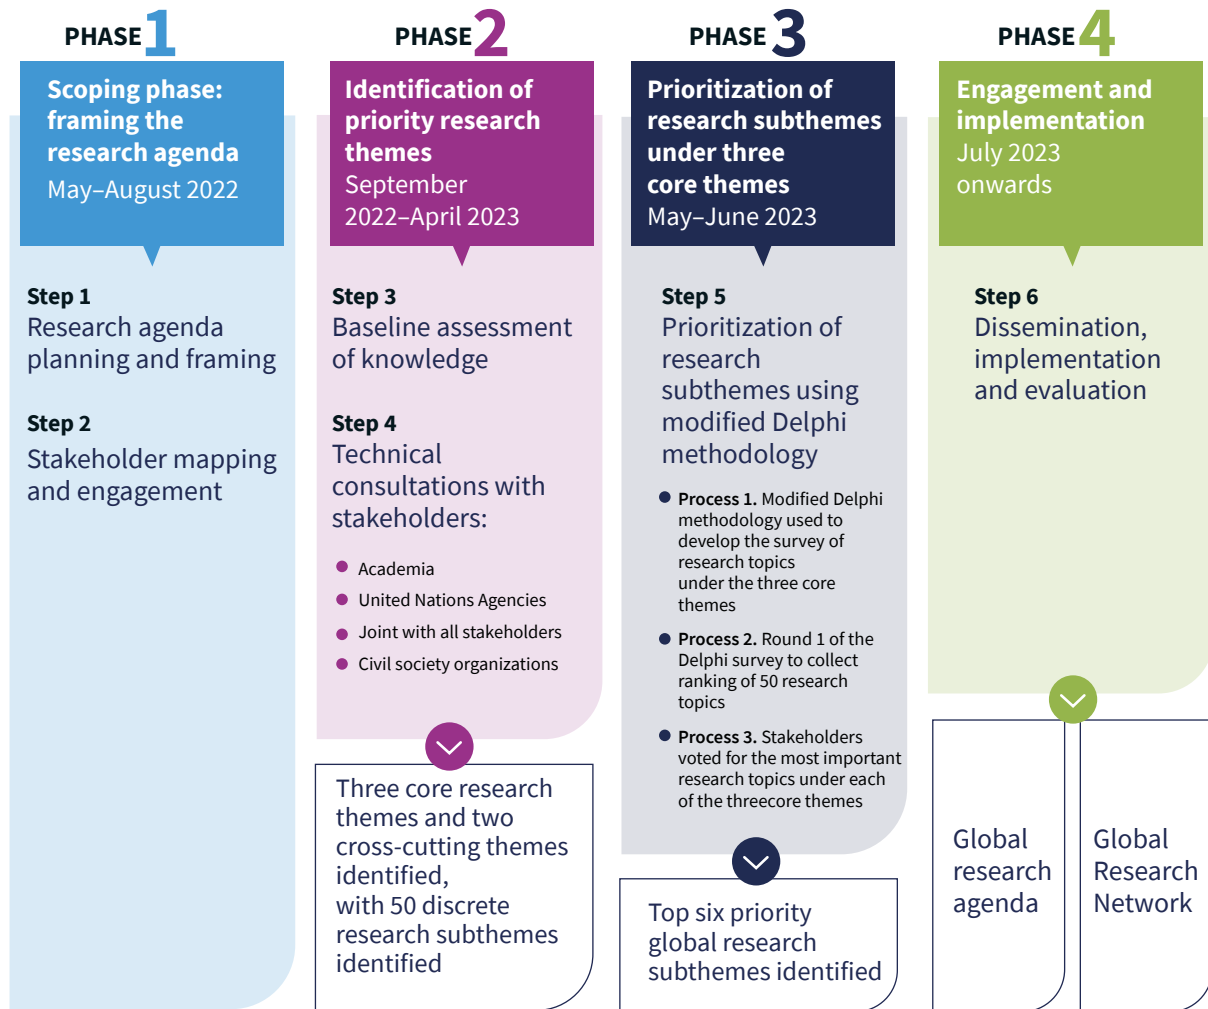 PHASE 1
Scoping phase:
framing the
research agenda
May–August 2022
Step 1
Research agenda
planning and framing
Step 2
Stakeholder mapping
and engagement
PHASE 2
Identification of
priority research
themes
September
2022–April 2023
Step 3
Baseline assessment
of knowledge
Step 4
Technical
consultations with
stakeholders:
Academia
United Nations Agencies
Joint with all stakeholders
Civil society organizations
Three core research
themes and two
cross-cutting themes
identified,
with 50 discrete
research subthemes
identified
PHASE 3
Prioritization of
research subthemes
under three
core themes
May–June 2023
Step 5
Prioritization of
research
subthemes using
modified Delphi
methodology
Process 1. Modified Delphi
methodology used to
develop the survey of
research topics
under the three core
themes
Process 2. Round 1 of the
Delphi survey to collect
ranking of 50 research
topics
Process 3. Stakeholders
voted for the most important
research topics under each
of the threecore themes
Top six priority
global research
subthemes identified
PHASE 4
Engagement and
implementation
July 2023
onwards
Step 6
Dissemination,
implementation
and evaluation
Global
research
agenda
Global
Research
Network